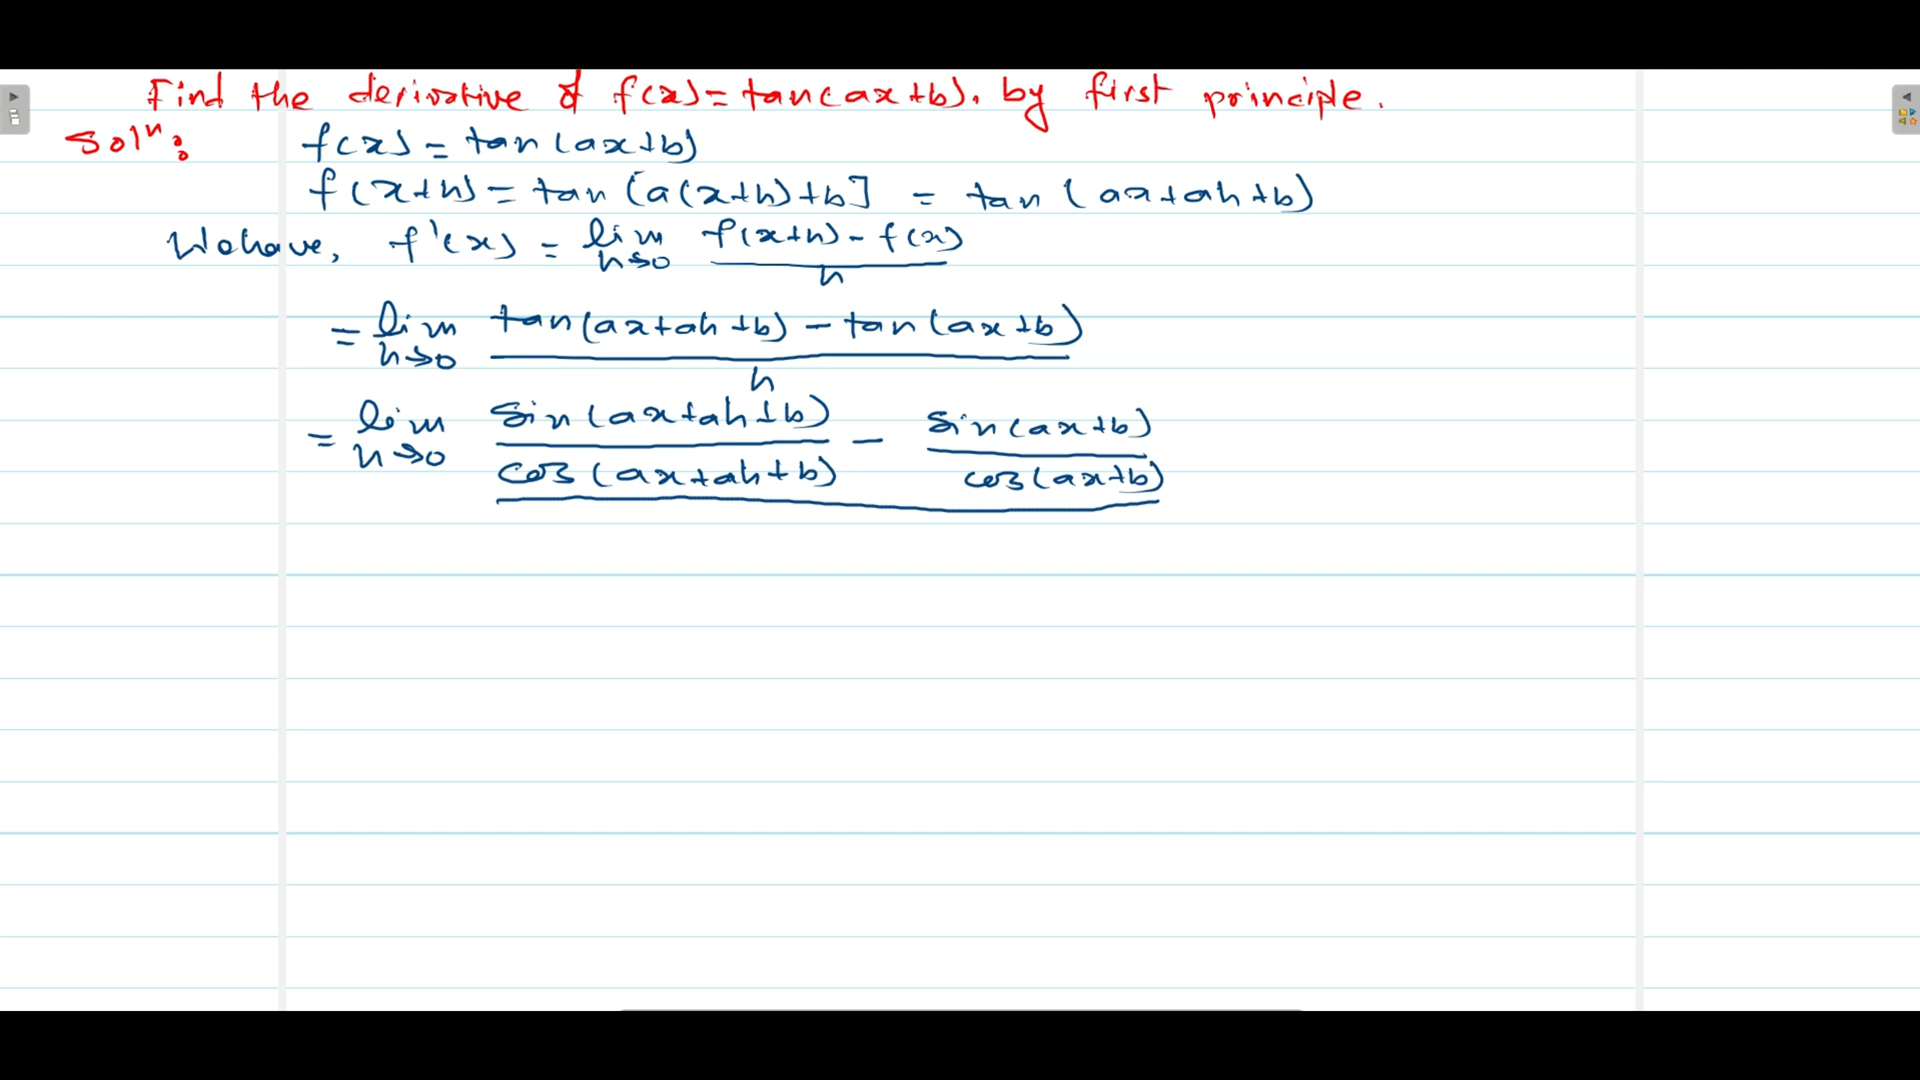 Find the derivative of f(x) = tan(ax+b). by first principle.
Solⁿ: f(x) = tan(ax+b)
f(x+h) = tan[a(x+h)+b] = tan(ax+ah+b)
We have, f'(x) = lim h→0 f(x+h) - f(x) / h
= lim h→0 tan(ax+ah+b) - tan(ax+b) / h
= lim h→0 sin(ax+ah+b) / cos(ax+ah+b) - sin(ax+b) / cos(ax+b)